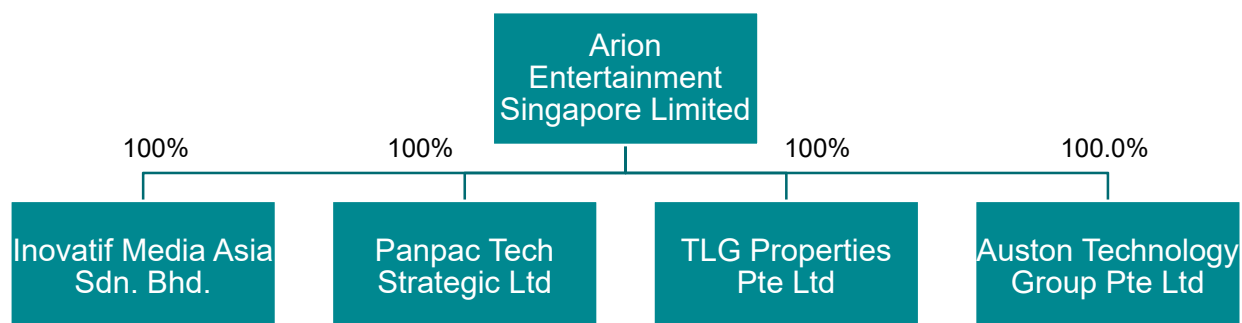 Arion
Entertainment
Singapore Limited
100%
100%
100%
100.0%
Inovatif Media Asia
Sdn. Bhd.
Panpac Tech
Strategic Ltd
TLG Properties
Pte Ltd
Auston Technology
Group Pte Ltd